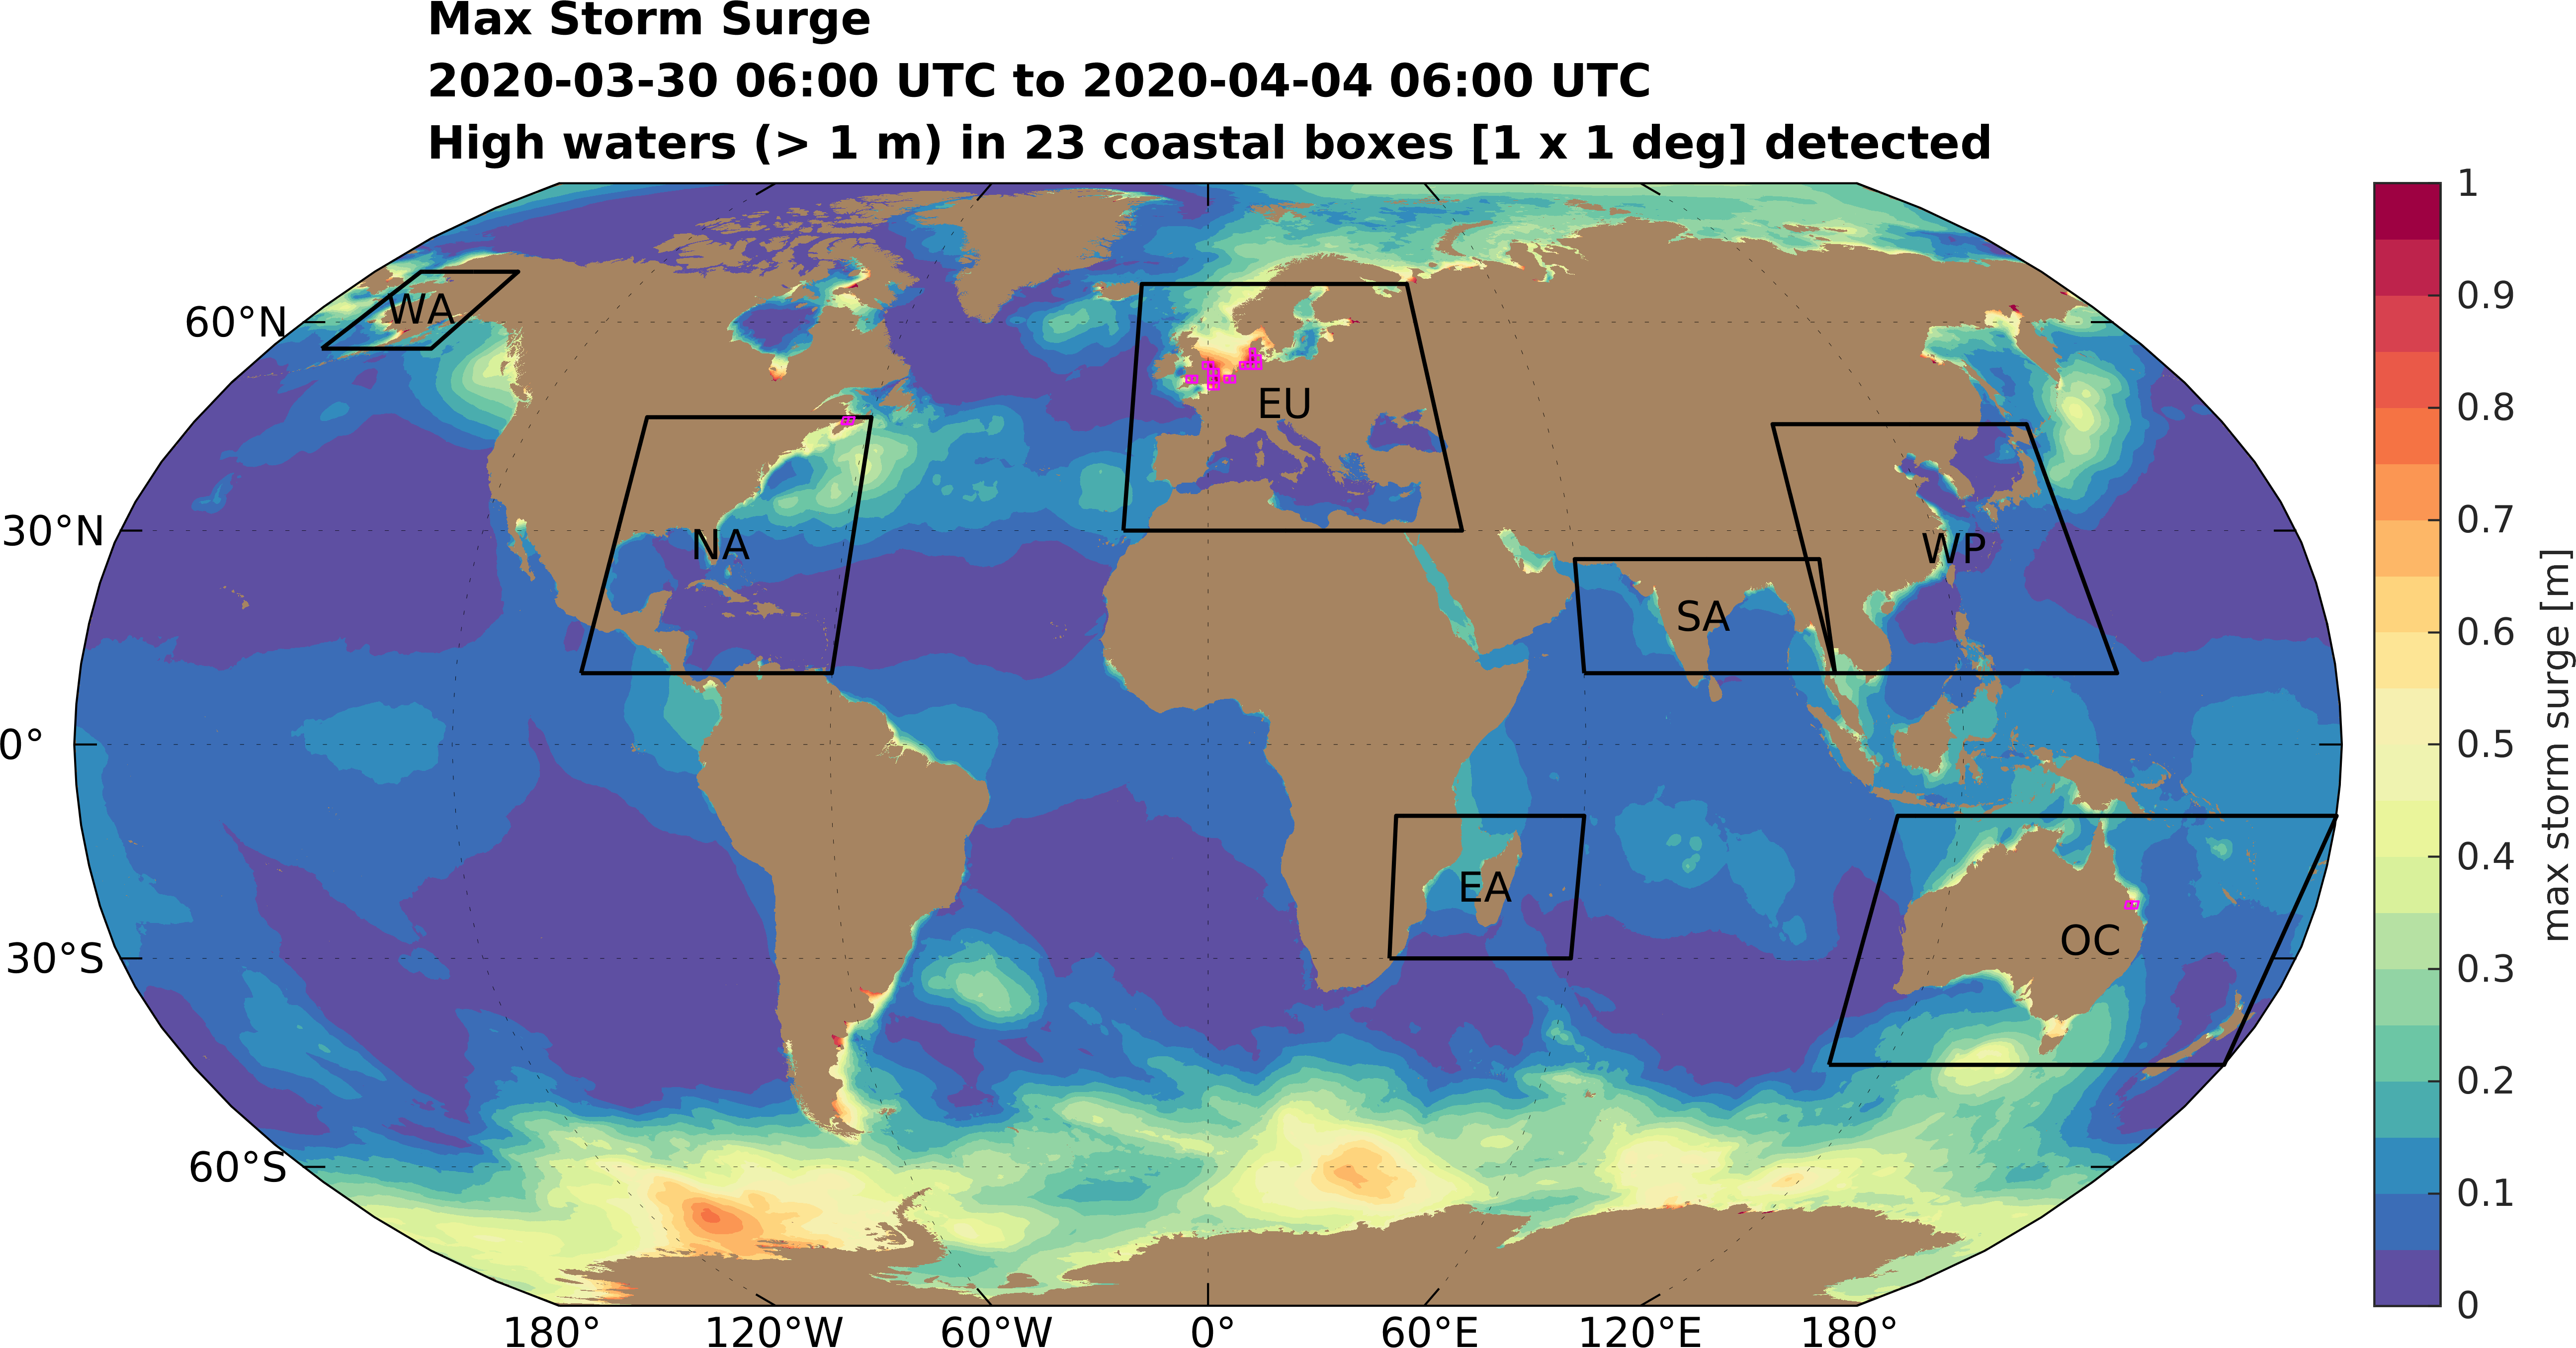 Max Storm Surge
2020-03-30 06:00 UTC to 2020-04-04 06:00 UTC
High waters (> 1 m) in 23 coastal boxes [1 x 1 deg] detected
60°N
30°N
0°
30°S
60°S
WA
NA
EU
SA
WP
EA
OC
180°
120°W
60°W
0°
60°E
120°E
180°
1
0.9
0.8
0.7
0.6
0.5
0.4
0.3
0.2
0.1
0
max storm surge [m]